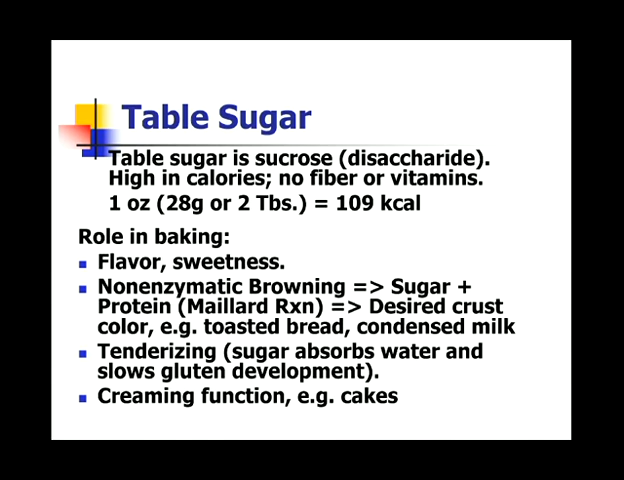 Table Sugar
Table sugar is sucrose (disaccharide).
High in calories; no fiber or vitamins.
1 oz (28g or 2 Tbs.) = 109 kcal
Role in baking:
Flavor, sweetness.
Nonenzymatic Browning => Sugar +
Protein (Maillard Rxn) => Desired crust
color, e.g. toasted bread, condensed milk
Tenderizing (sugar absorbs water and
slows gluten development).
Creaming function, e.g. cakes